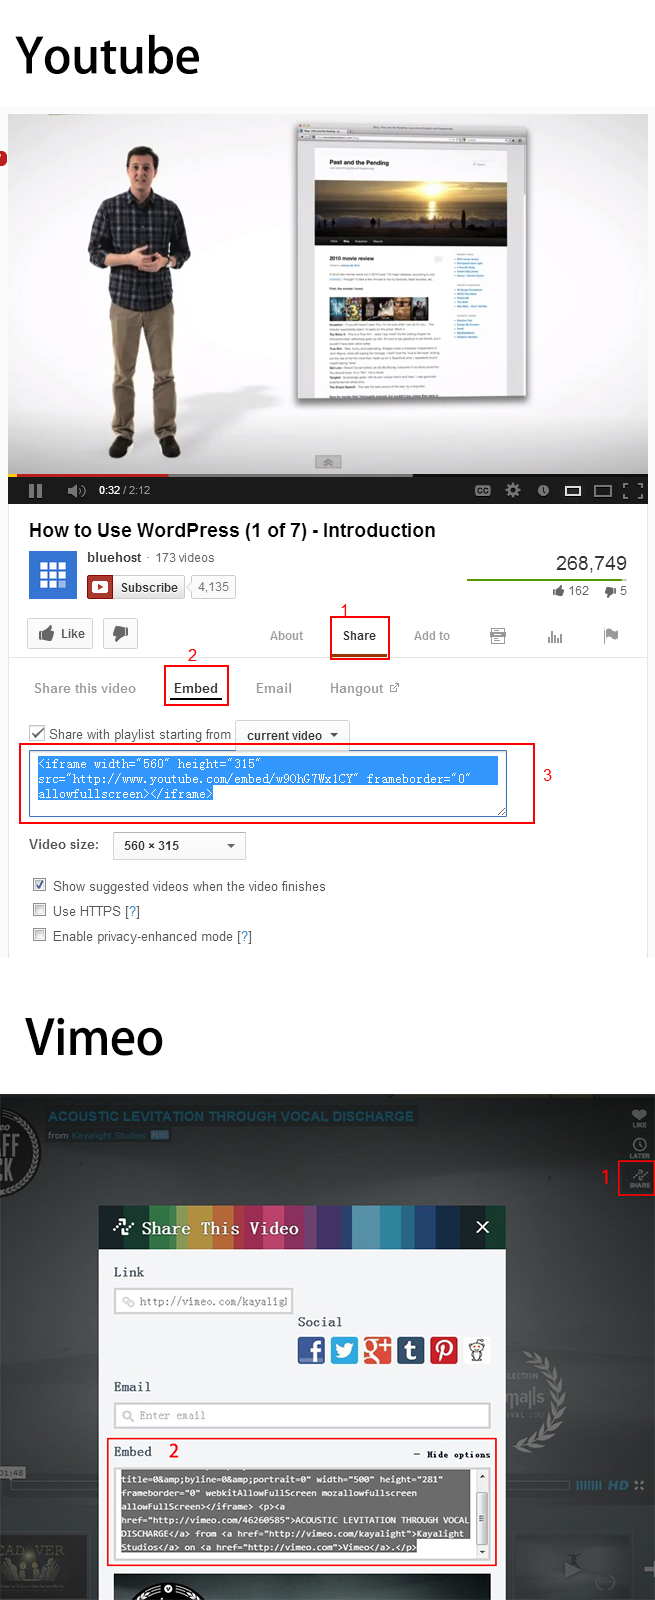 Youtube
Past and the Pending
2010 movie review
0:32 / 2:12
CC
How to Use WordPress (1 of 7) - Introduction
bluehost · 173 videos
268,749
Subscribe 4,135
162 5
1
Like
About Share Add to
2
Share this video Embed Email Hangout
Share with playlist starting from current video
<iframe width="560" height="315"
src="http://www.youtube.com/embed/w9OhG7Wx1CY" frameborder="0"
allowfullscreen></iframe>
3
Video size: 560 × 315
Show suggested videos when the video finishes
Use HTTPS [?]
Enable privacy-enhanced mode [?]
Vimeo
ACOUSTIC LEVITATION THROUGH VOCAL DISCHARGE
from Kayalight Studios PLUS
LIKE
LATER
1
SHARE
Share This Video
Link
http://vimeo.com/kayaligh
Social
Email
Enter email
Embed 2 – Hide options
title=0&amp;byline=0&amp;portrait=0" width="500" height="281"
frameborder="0" webkitAllowFullScreen mozallowfullscreen
allowFullScreen></iframe> <p><a
href="http://vimeo.com/46260585">ACOUSTIC LEVITATION THROUGH VOCAL
DISCHARGE</a> from <a href="http://vimeo.com/kayalight">Kayalight
Studios</a> on <a href="http://vimeo.com">Vimeo</a>.</p>
01:48
HD